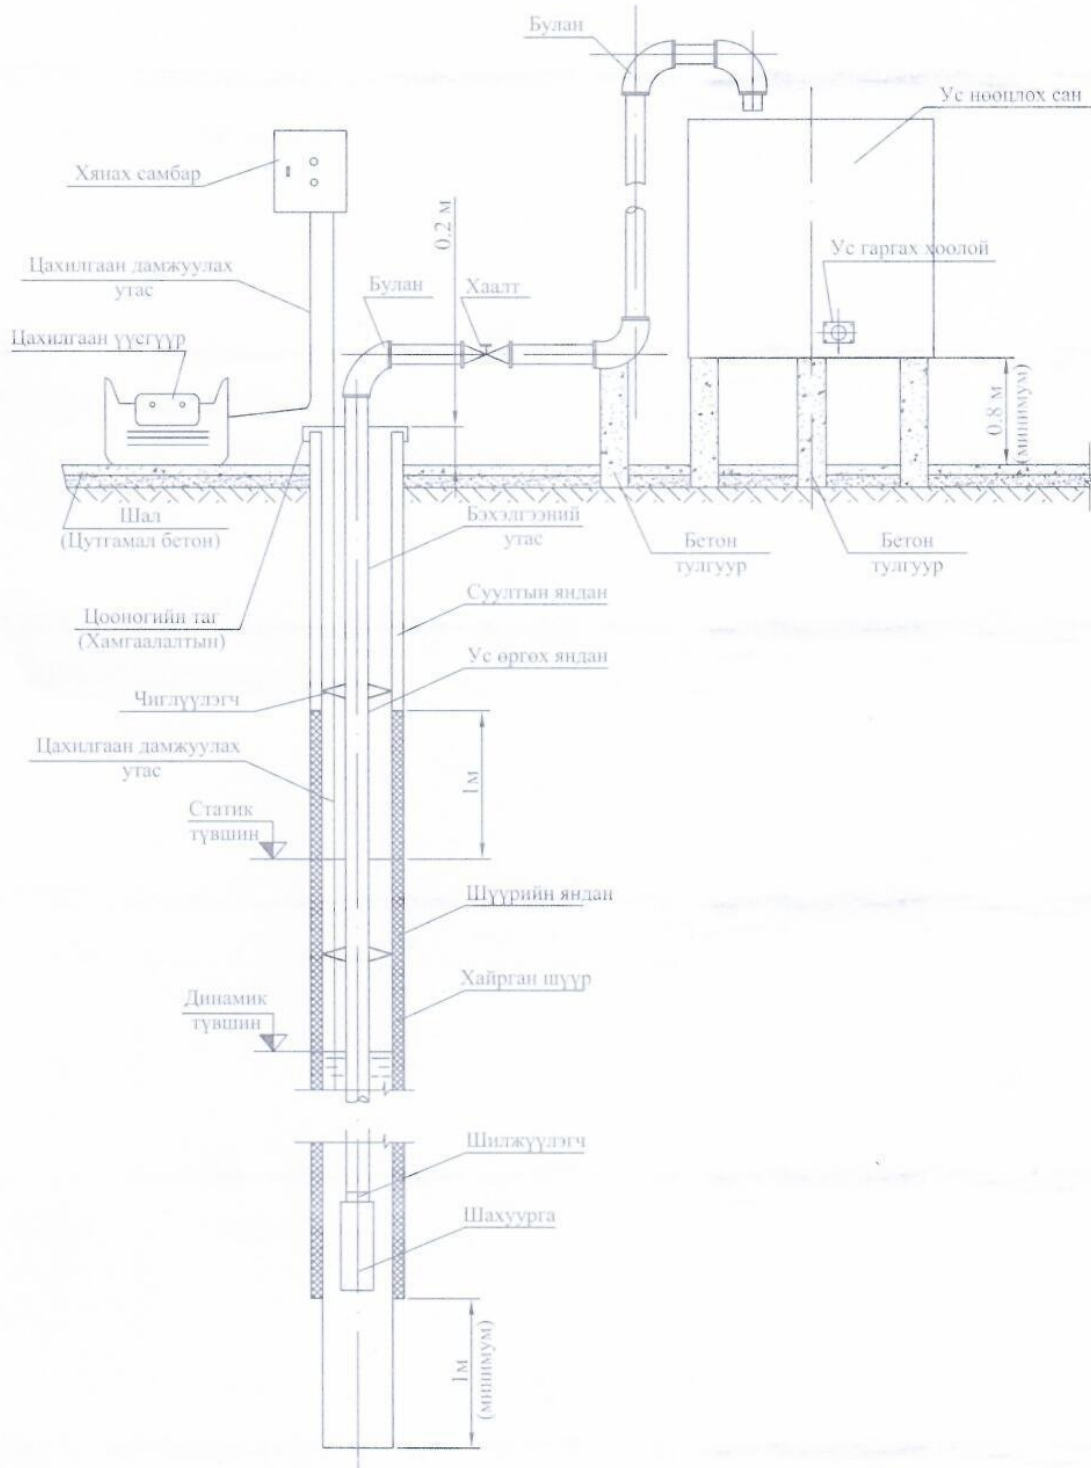 Булан
Ус нөөцлөх сан
Хянах самбар
0.2 м
Ус гаргах хоолой
Цахилгаан дамжуулах
утас
Булан
Хаалт
Цахилгаан үүсгүүр
0.8 м
(минимум)
Шал
(Цутгамал бетон)
Бэхэлгээний
утас
Бетон
тулгуур
Бетон
тулгуур
Суултын яндан
Цооногийн таг
(Хамгаалалтын)
Ус өргөх яндан
Чиглүүлэгч
Цахилгаан дамжуулах
утас
1м
Статик
түвшин
Шүүрийн яндан
Хайрган шүүр
Динамик
түвшин
Шилжүүлэгч
Шахуурга
1м
(минимум)